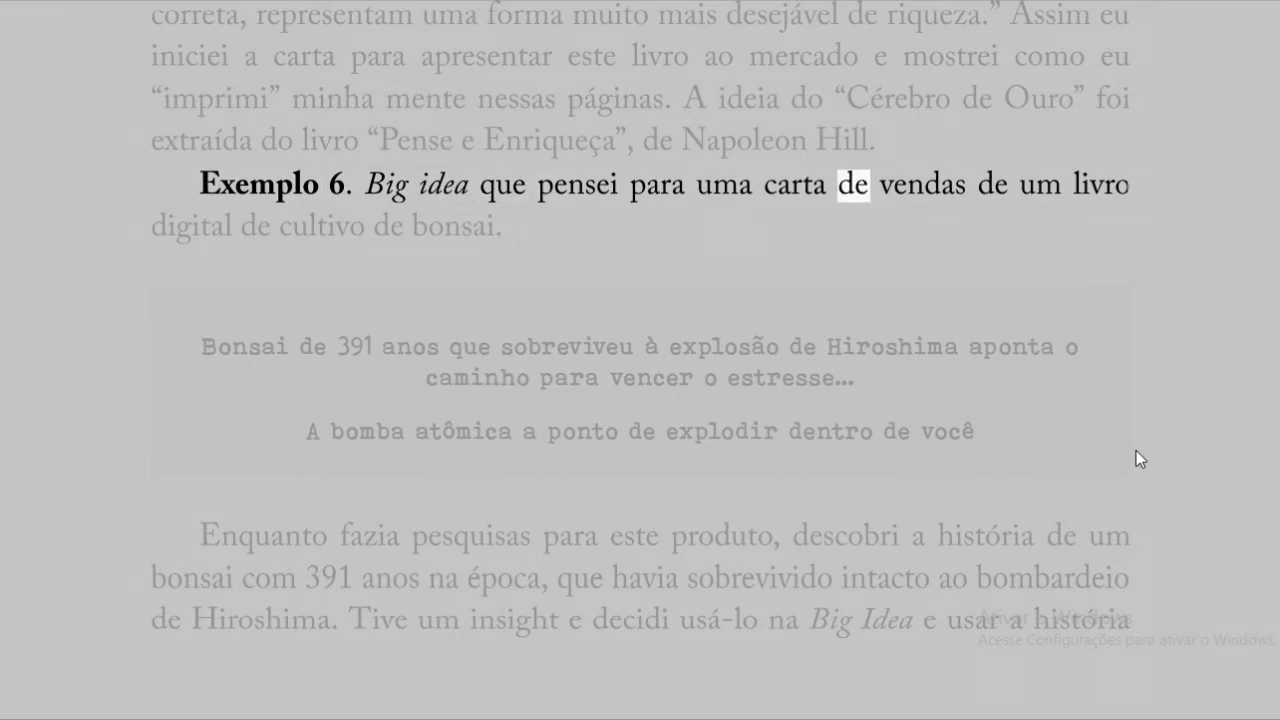 correta, representam uma forma muito mais desejável de riqueza.” Assim eu
iniciei a carta para apresentar este livro ao mercado e mostrei como eu
“imprimi” minha mente nessas páginas. A ideia do “Cérebro de Ouro” foi
extraída do livro “Pense e Enriqueça”, de Napoleon Hill.
Exemplo 6. Big idea que pensei para uma carta de vendas de um livro
digital de cultivo de bonsai.
Bonsai de 391 anos que sobreviveu à explosão de Hiroshima aponta o
caminho para vencer o estresse...
A bomba atômica a ponto de explodir dentro de você
Enquanto fazia pesquisas para este produto, descobri a história de um
bonsai com 391 anos na época, que havia sobrevivido intacto ao bombardeio
de Hiroshima. Tive um insight e decidi usá-lo na Big Idea e usar a história
Ativar o Windows
Acesse Configurações para ativar o Windows.